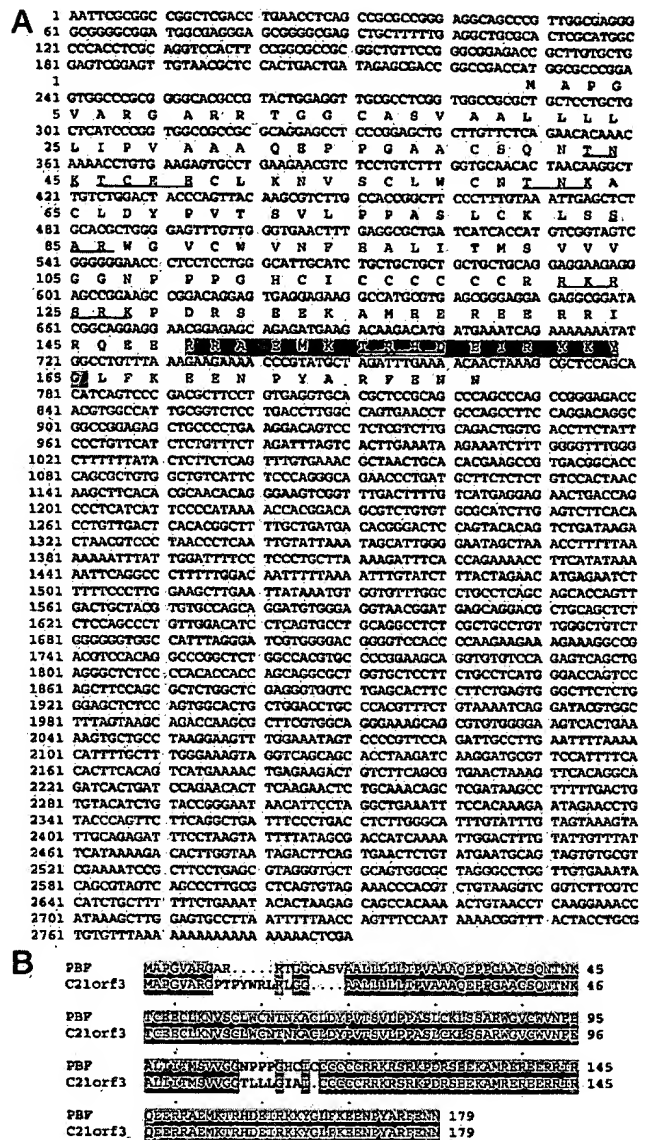 A
1 AATTCGCGGC CGGCTCGACC TGAACCTCAG CCGCGCCGGG AGGCAGCCCG TTGGCGAGGG
61 GCGGGGCGGA TGGCGAGGGA GCGGGGCGAG CTGCTTTTTG AGGCTGCGCA CTCGCATGGC
121 CCCACCTCGC AGGTCCACTT CCGGCGCCGC GGCTGTTCCG GGCGGAGACC GCTTGTGCTG
181 GAGTCGGAGT TGTAACGCTC CACTGACTGA TAGAGCGACC GGCCGACCAT GGCGCCCGGA
1 M A P G
241 GTGGCCCGCG GGGCACGCCG TACTGGAGGT TGCGCCTCGG TGGCCGCGCT GCTCCTGCTG
5 V A R G A R R T G G C A S V A A L L L L
301 CTCATCCCGG TGGCCGCCGC GCAGGAGCCT CCCGGAGCTG CTTGTTCTCA GAACACAAAC
25 L I P V A A A Q E P P G A A C S Q N T N
361 AAAACCTGTG AAGAGTGCCT GAAGAACGTC TCCTGTCTTT GGTGCAACAC TAACAAGGCT
45 K T C E E C L K N V S C L W C N T N K A
421 TGTCTGGACT ACCCAGTTAC AAGCGTCTTG CCACCGGCTT CCCTTTGTAA ATTGAGCTCT
65 C L D Y P V T S V L P P A S L C K L S S
481 GCACGCTGGG GAGTTTGTTG GGTGAACTTT GAGGCGCTGA TCATCACCAT GTCGGTAGTC
85 A R W G V C W V N F E A L I I T M S V V V
541 GGGGGGAACC CTCCTCCTGG GCATTGCATC TGCTGCTGCT GCTGCTGCAG GAGGAAGAGG
105 G G N P P P G H C I C C C C C C R R K R
601 AGCCGGAAGC CGGACAGGAG TGAGGAGAAG GCCATGCGTG AGCGGGAGGA GAGGCGGATA
125 S R K P D R S E E K A M R E R E E R R I
661 CGGCAGGAGG AACGGAGAGC AGAGATGAAG ACAAGACATG ATGAAATCAG AAAAAAATAT
145 R Q E E R R A E M K T R H D E I R K K Y
721 GGCCTGTTTA AAGAAGAAAA CCCGTATGCT AGATTTGAAA ACAACTAAAG CGCTCCAGCA
165 G L F K E E N P Y A R F E N N
781 CATCAGTCCC GACGCTTCCT GTGAGGTGCA CGCTCCGCAG CCCAGCCCAG CCGGGAGACC
841 ACGTGGCCAT TGCGGTCTCC TGACCTTGGC CAGTGAACCT GCCAGCCTTC CAGGACAGGC
901 GGCCGGAGAG CTGCCCCTGA AGGACAGTCC TCTCGTCTTG CAGACTGGTG ACCTTCTATT
961 CCCTGTTCAT CTCTGTTTCT AGATTTAGTC ACTTGAAATA AGAAATCTTT GGGGTTTGGG
1021 CTTTTTTATA CTCTTCTCAG TTTGTGAAAC GCTAACTGCA CACGAAGCCG TGACGGCACC
1081 CAGCGCTGTG GGCTGTCATT CTCCCAGGGCA GAACCCTGAT GCTTCTCTCT GTCCACTAAC
1141 AAGCTTCACA CGCAACACAG GGAAGTCGGT TTGACTTTTG TCATGAGGAG AACTGACCAG
1201 CCCTCATCAT TCCCCATAAA AACCACGGACA GCGTCTGTGT GCGCATCTTG AGTCTTCACA
1261 CCTGTTGACT CACACGGCTT TTGCTGATGA CACGGGACTC CAGTACACAG TCTGATAAGA
1321 CTAACGTCCC TAACCCTCAA TTGTATTAAA TAGCATTGGG GAATAGCTAA ACCTTTTTAA
1381 AAAAATTTAT TGGATTTTCC TCCCTGCTTA AAAGATTTCA CCAGAAAACC CTTCATATAAA
1441 AATTCAGGCC CTTTTTGGAC AATTTTTAAA ATTTGTATCT TTACTAGAAC ATGAGAATCT
1501 TTTTCCCTTG GAAGCTTGAA TTATAAATGT GGTGTTTGGC CTGCCTCAGC AGCACCAGTT
1561 GACTGCTACG TGTGCCAGCA GGATGTGGGA GGTAACGGAT GAGCAGGACG CTGCAGCTCT
1621 CTCCAGCCCT GTTGGACATC CTCAGTGCCT GCAGGCCTCT CGCTGCCTGT TGGGCTGTCT
1681 GGGGGGTGGC CATTTAGGGA TCGTGGGGAC GGGGTCCACC CCCAAGAAGA AGAAAGGCCG
1741 ACGTCCACAG GCCCGGCTCT GGCCACGTGC CCCGGAAGCA GGTGTGTCCA GAGTCAGCTG
1801 AGGGCTCTCC CCACACCACC AGCAGGCGCT GGTGCTCCTT CTGCCTCATG GGACCAGTCC
1861 AGCTTCCAGC GCTCTGGCTC GAGGGTGGTC TGAGCACTTC CTTCTGAGTG GGCTTCTCTG
1921 GGAGCTCTCC AGTGGCACTG CTGGACCTGC CCACGTTTCT GTAAAATCAG GATACGTGGC
1981 TTTAGTAAGC AGACCAAGCG CTTCGTGGCA GGGAAAGCAG CGTGTGGGGA AGTCACTGAA
2041 AAGTGCTGCC TAAGGAAGTT TGGAAATAGT CCCCGTTCCA GATTGCCTTG AATTTTAAAA
2101 CATTTTGCTT TGGGAAAGTA GGTCAGCAGC ACCTAAGATC AAGGATGCGT TCCATTTTCA
2161 CACTTCACAG TCATGAAAAC TGAGAAGACT GTCTTCAGCG TGAACTAAAG TTCACAGGCA
2221 GATCACTGAT CCAGAACACT TCAAGAACTC TGCAAACAGC TCGATAAGCC TTTTTGACTG
2281 TGTACATCTG TACCGGGAAT AACATTCCTA GGCTGAAATT TCCACAAAGA ATAGAACCTG
2341 TACCCAGTTC TTCAGGCTGA TTTCCCTGAC CTCTTGGGCA TTTGTATTTG TAGTAAAGTA
2401 TTGCAGAGAT TTCCTAAGTA TTTTATAGCG ACCATCAAAA TTGGACTTTG TATTGTTTAT
2461 TCATAAAAGA CACTTGGTAA TAGACTTCAG TGAACTCTGT ATGAATGCAG TAGTGTGCGT
2521 CGAAAATCCG CTTCCTGAGC GTAGGGTGCT GCAGTGGCGC TAGGGCCTGG TTGTGAAATA
2581 CAGCGTAGTC AGCCCTTGCG CTCAGTGTAG AAACCCACGT CTGTAAGGTC GGTCTTCGTC
2641 CATCTGCTTT TTTCTGAAAT ACACTAAGAG CAGCCACAAA ACTGTAACCT CAAGGAAACC
2701 ATAAAGCTTG GAGTGCCTTA ATTTTTAACC AGTTTCCAAT AAAACGGTTT ACTACCTGCG
2761 TGTGTTTAAA AAAAAAAAAA AAAAACTCGA
B
PBF MAPGVARGAR.....RTGGCASVAALLLLLIPVAAAQEPPGAACSQNTNK 45
C21orf3 MAPGVARGPTPYWRLRLGG....AALLLLLIPVAAAQEPPGAACSQNTNK 46
PBF TCEECLKNVSCLWCNTNKACLDYPVTSVLPPASLCKLSSARWGVCWVNFE 95
C21orf3 TCEECLKNVSCLWCNTNKACLDYPVTSVLPPASLCKLSSARWGVCWVNFE 96
PBF ALIITMSVVGGNPPPGHCICCCCCCRRKRSRKPDRSEEKAMREREERRIR 145
C21orf3 ALIITMSVVGGTLLLGIAI.CCCCCRRKRSRKPDRSEEKAMREREERRIR 145
PBF QEERRAEMKTRHDEIRKKYGLFKEENPYARFENN 179
C21orf3 QEERRAEMKTRHDEIRKKYGLFKEENPYARFENN 179